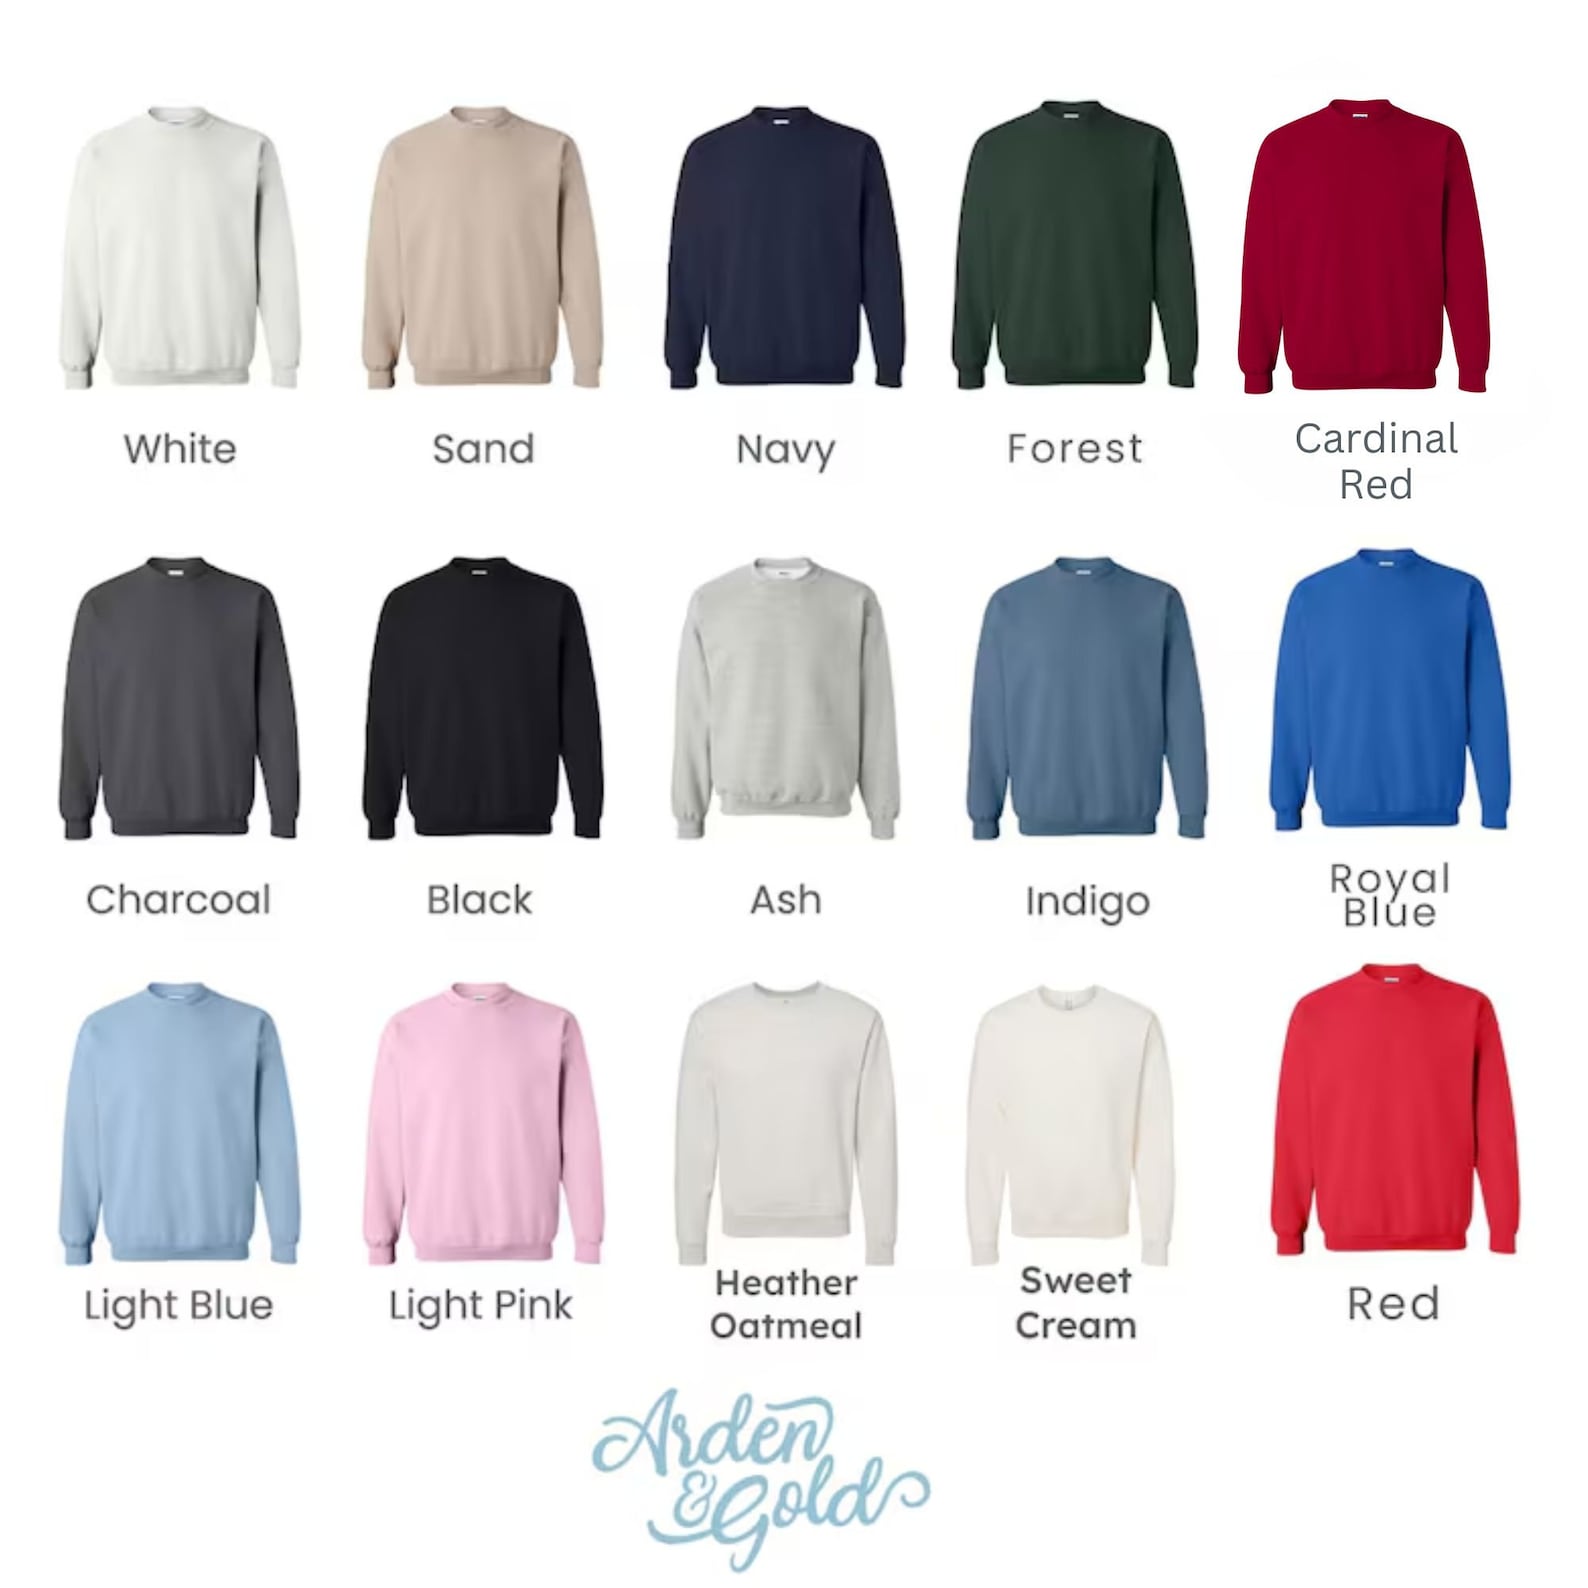 White
Sand
Navy
Forest
Cardinal
Red
Charcoal
Black
Ash
Indigo
Royal
Blue
Light Blue
Light Pink
Heather
Oatmeal
Sweet
Cream
Red
Arden
& Gold